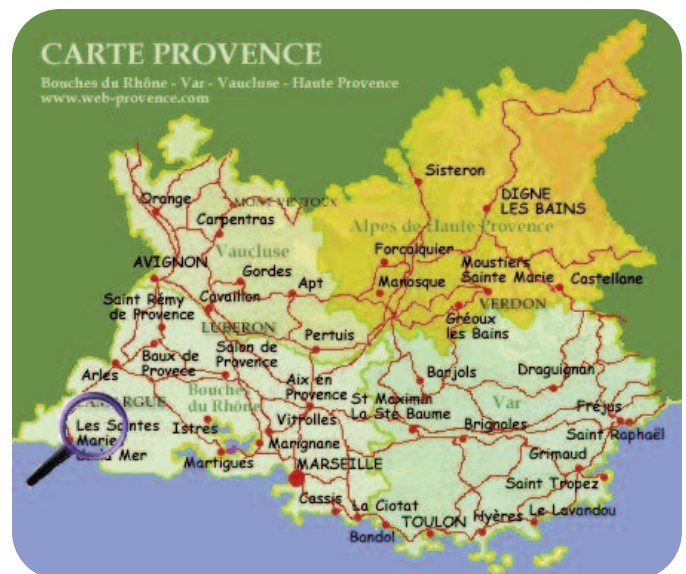 CARTE PROVENCE
Bouches du Rhône - Var - Vaucluse - Haute Provence
www.web-provence.com
Sisteron
Orange
MONT VENTOUX
DIGNE
LES BAINS
Carpentras
Alpes de Haute Provence
Vaucluse
Forcalquier
AVIGNON
Gordes
Moustiers
Sainte Marie
Castellane
Apt
Manosque
Saint Rémy
de Provence
Cavaillon
VERDON
Gréoux
les Bains
LUBERON
Pertuis
Salon de
Provence
Baux de
Provece
Arles
Aix en
Provence
Barjols
Draguignan
Bouches
du Rhône
St Maximin
La Ste Baume
Var
Fréjus
Les Saintes
Marie
Mer
Istres
Vitrolles
Brignales
Saint Raphaël
Marignane
Martigues
MARSEILLE
Grimaud
Saint Tropez
Cassis
La Ciotat
Bandol
TOULON
Hyères
Le Lavandou